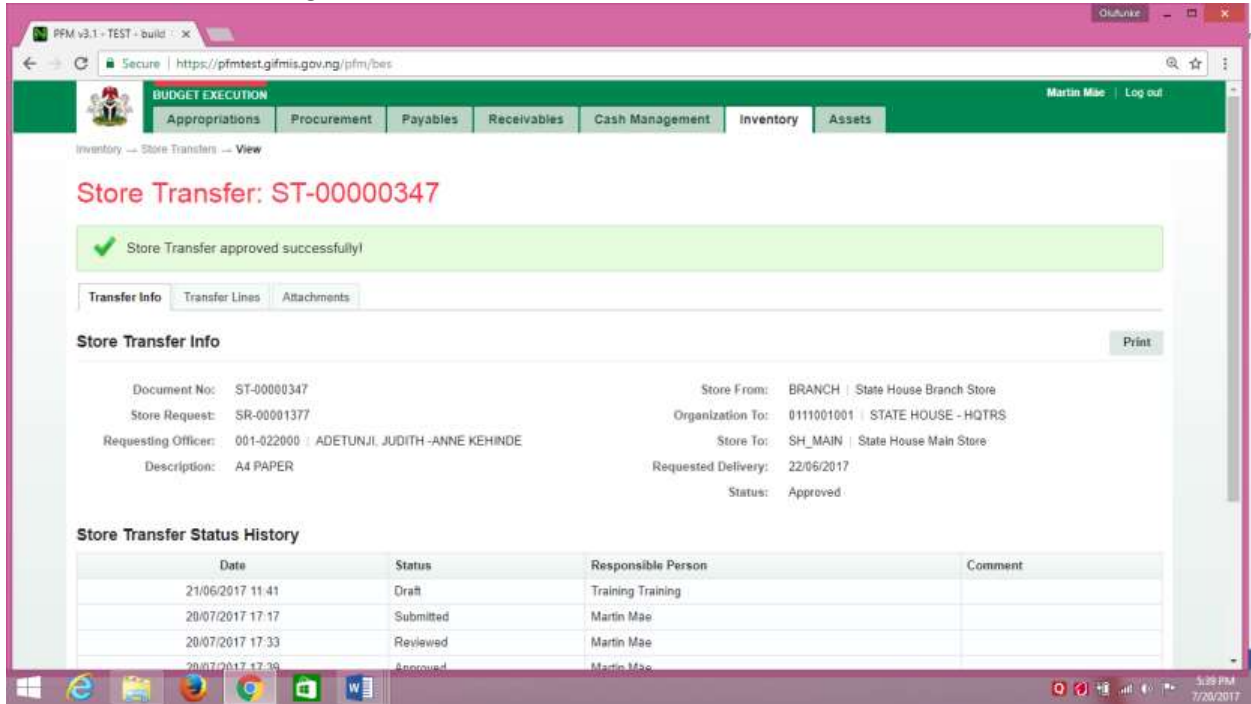 Olufunke
PFM v3.1 - TEST - build
Secure | https://pfmtest.gifmis.gov.ng/pfm/bes
BUDGET EXECUTION
Martin Mäe | Log out
Appropriations Procurement Payables Receivables Cash Management Inventory Assets
Inventory → Store Transfers → View
Store Transfer: ST-00000347
Store Transfer approved successfully!
Transfer Info Transfer Lines Attachments
Store Transfer Info
Print
Document No: ST-00000347 Store From: BRANCH | State House Branch Store
Store Request: SR-00001377 Organization To: 0111001001 | STATE HOUSE - HQTRS
Requesting Officer: 001-022000 | ADETUNJI, JUDITH -ANNE KEHINDE Store To: SH_MAIN | State House Main Store
Description: A4 PAPER Requested Delivery: 22/06/2017
Status: Approved
Store Transfer Status History
Date Status Responsible Person Comment
21/06/2017 11:41 Draft Training Training
20/07/2017 17:17 Submitted Martin Mäe
20/07/2017 17:33 Reviewed Martin Mäe
20/07/2017 17:39 Approved Martin Mäe
5:39 PM
7/20/2017